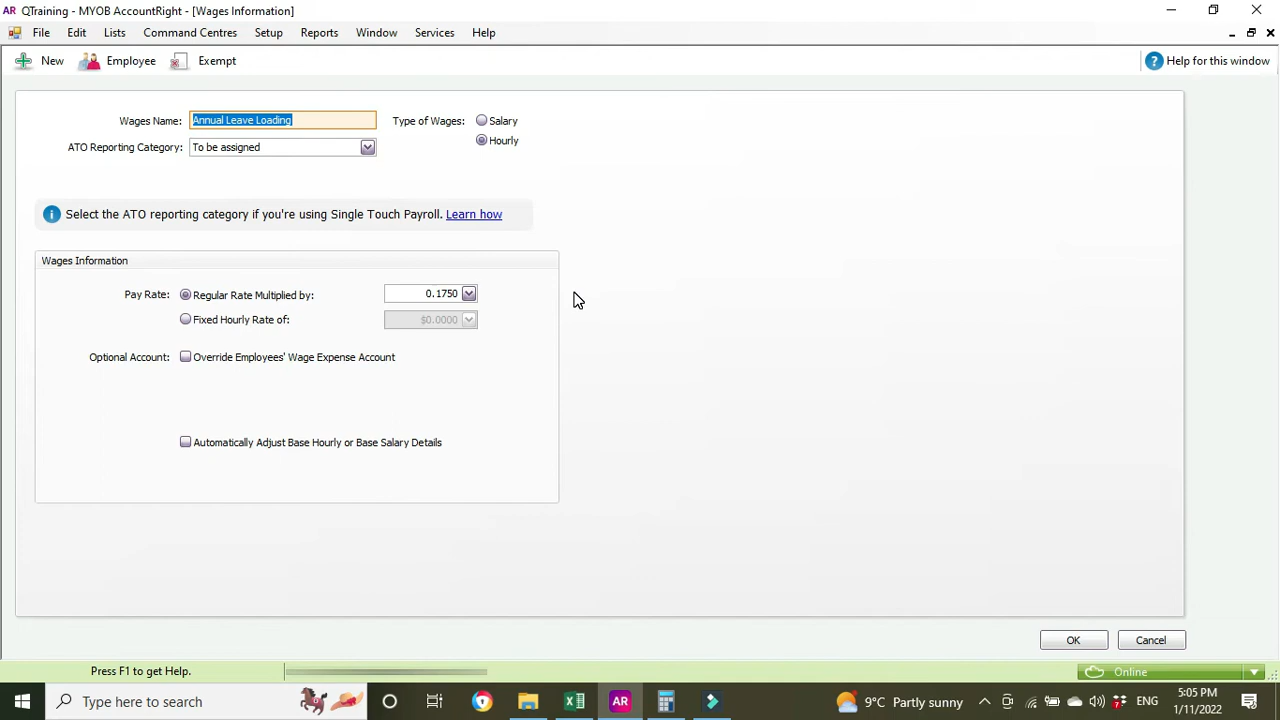 AR QTraining - MYOB AccountRight - [Wages Information]
File Edit Lists Command Centres Setup Reports Window Services Help
New Employee Exempt Help for this window
Wages Name: Annual Leave Loading Type of Wages: Salary
Hourly
ATO Reporting Category: To be assigned
Select the ATO reporting category if you're using Single Touch Payroll. Learn how
Wages Information
Pay Rate: Regular Rate Multiplied by: 0.1750
Fixed Hourly Rate of: $0.0000
Optional Account: Override Employees' Wage Expense Account
Automatically Adjust Base Hourly or Base Salary Details
OK Cancel
Press F1 to get Help. Online
Type here to search AR 9°C Partly sunny ENG 5:05 PM
1/11/2022